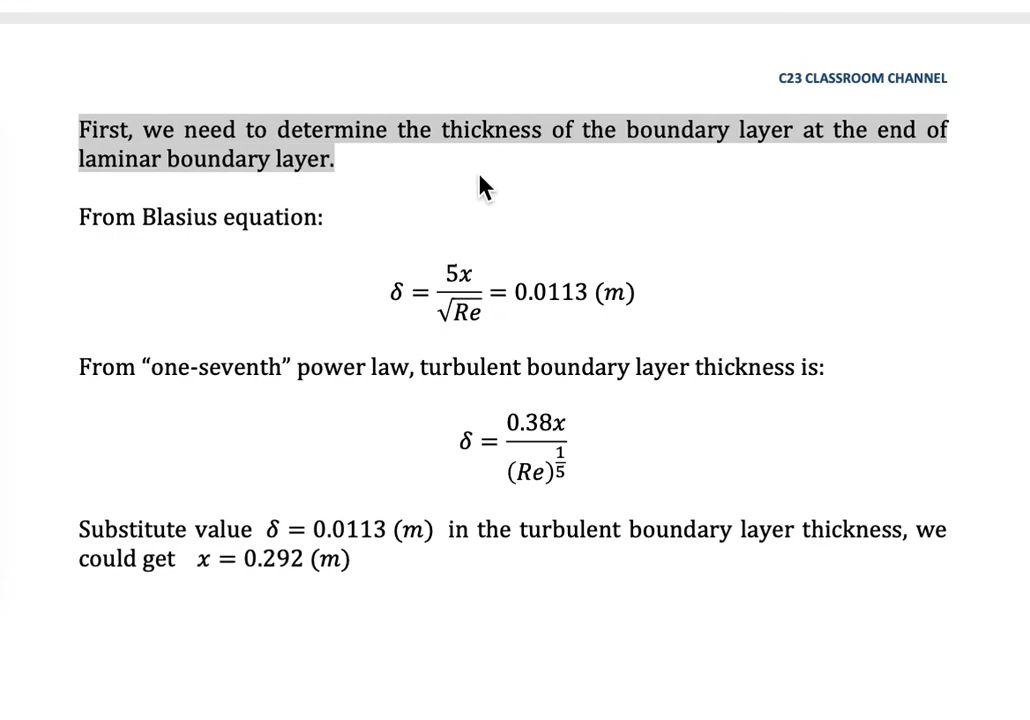 C23 CLASSROOM CHANNEL
First, we need to determine the thickness of the boundary layer at the end of
laminar boundary layer.
From Blasius equation:
δ = 5x / √Re = 0.0113 (m)
From “one-seventh” power law, turbulent boundary layer thickness is:
δ = 0.38x / (Re)^(1/5)
Substitute value δ = 0.0113 (m) in the turbulent boundary layer thickness, we
could get x = 0.292 (m)